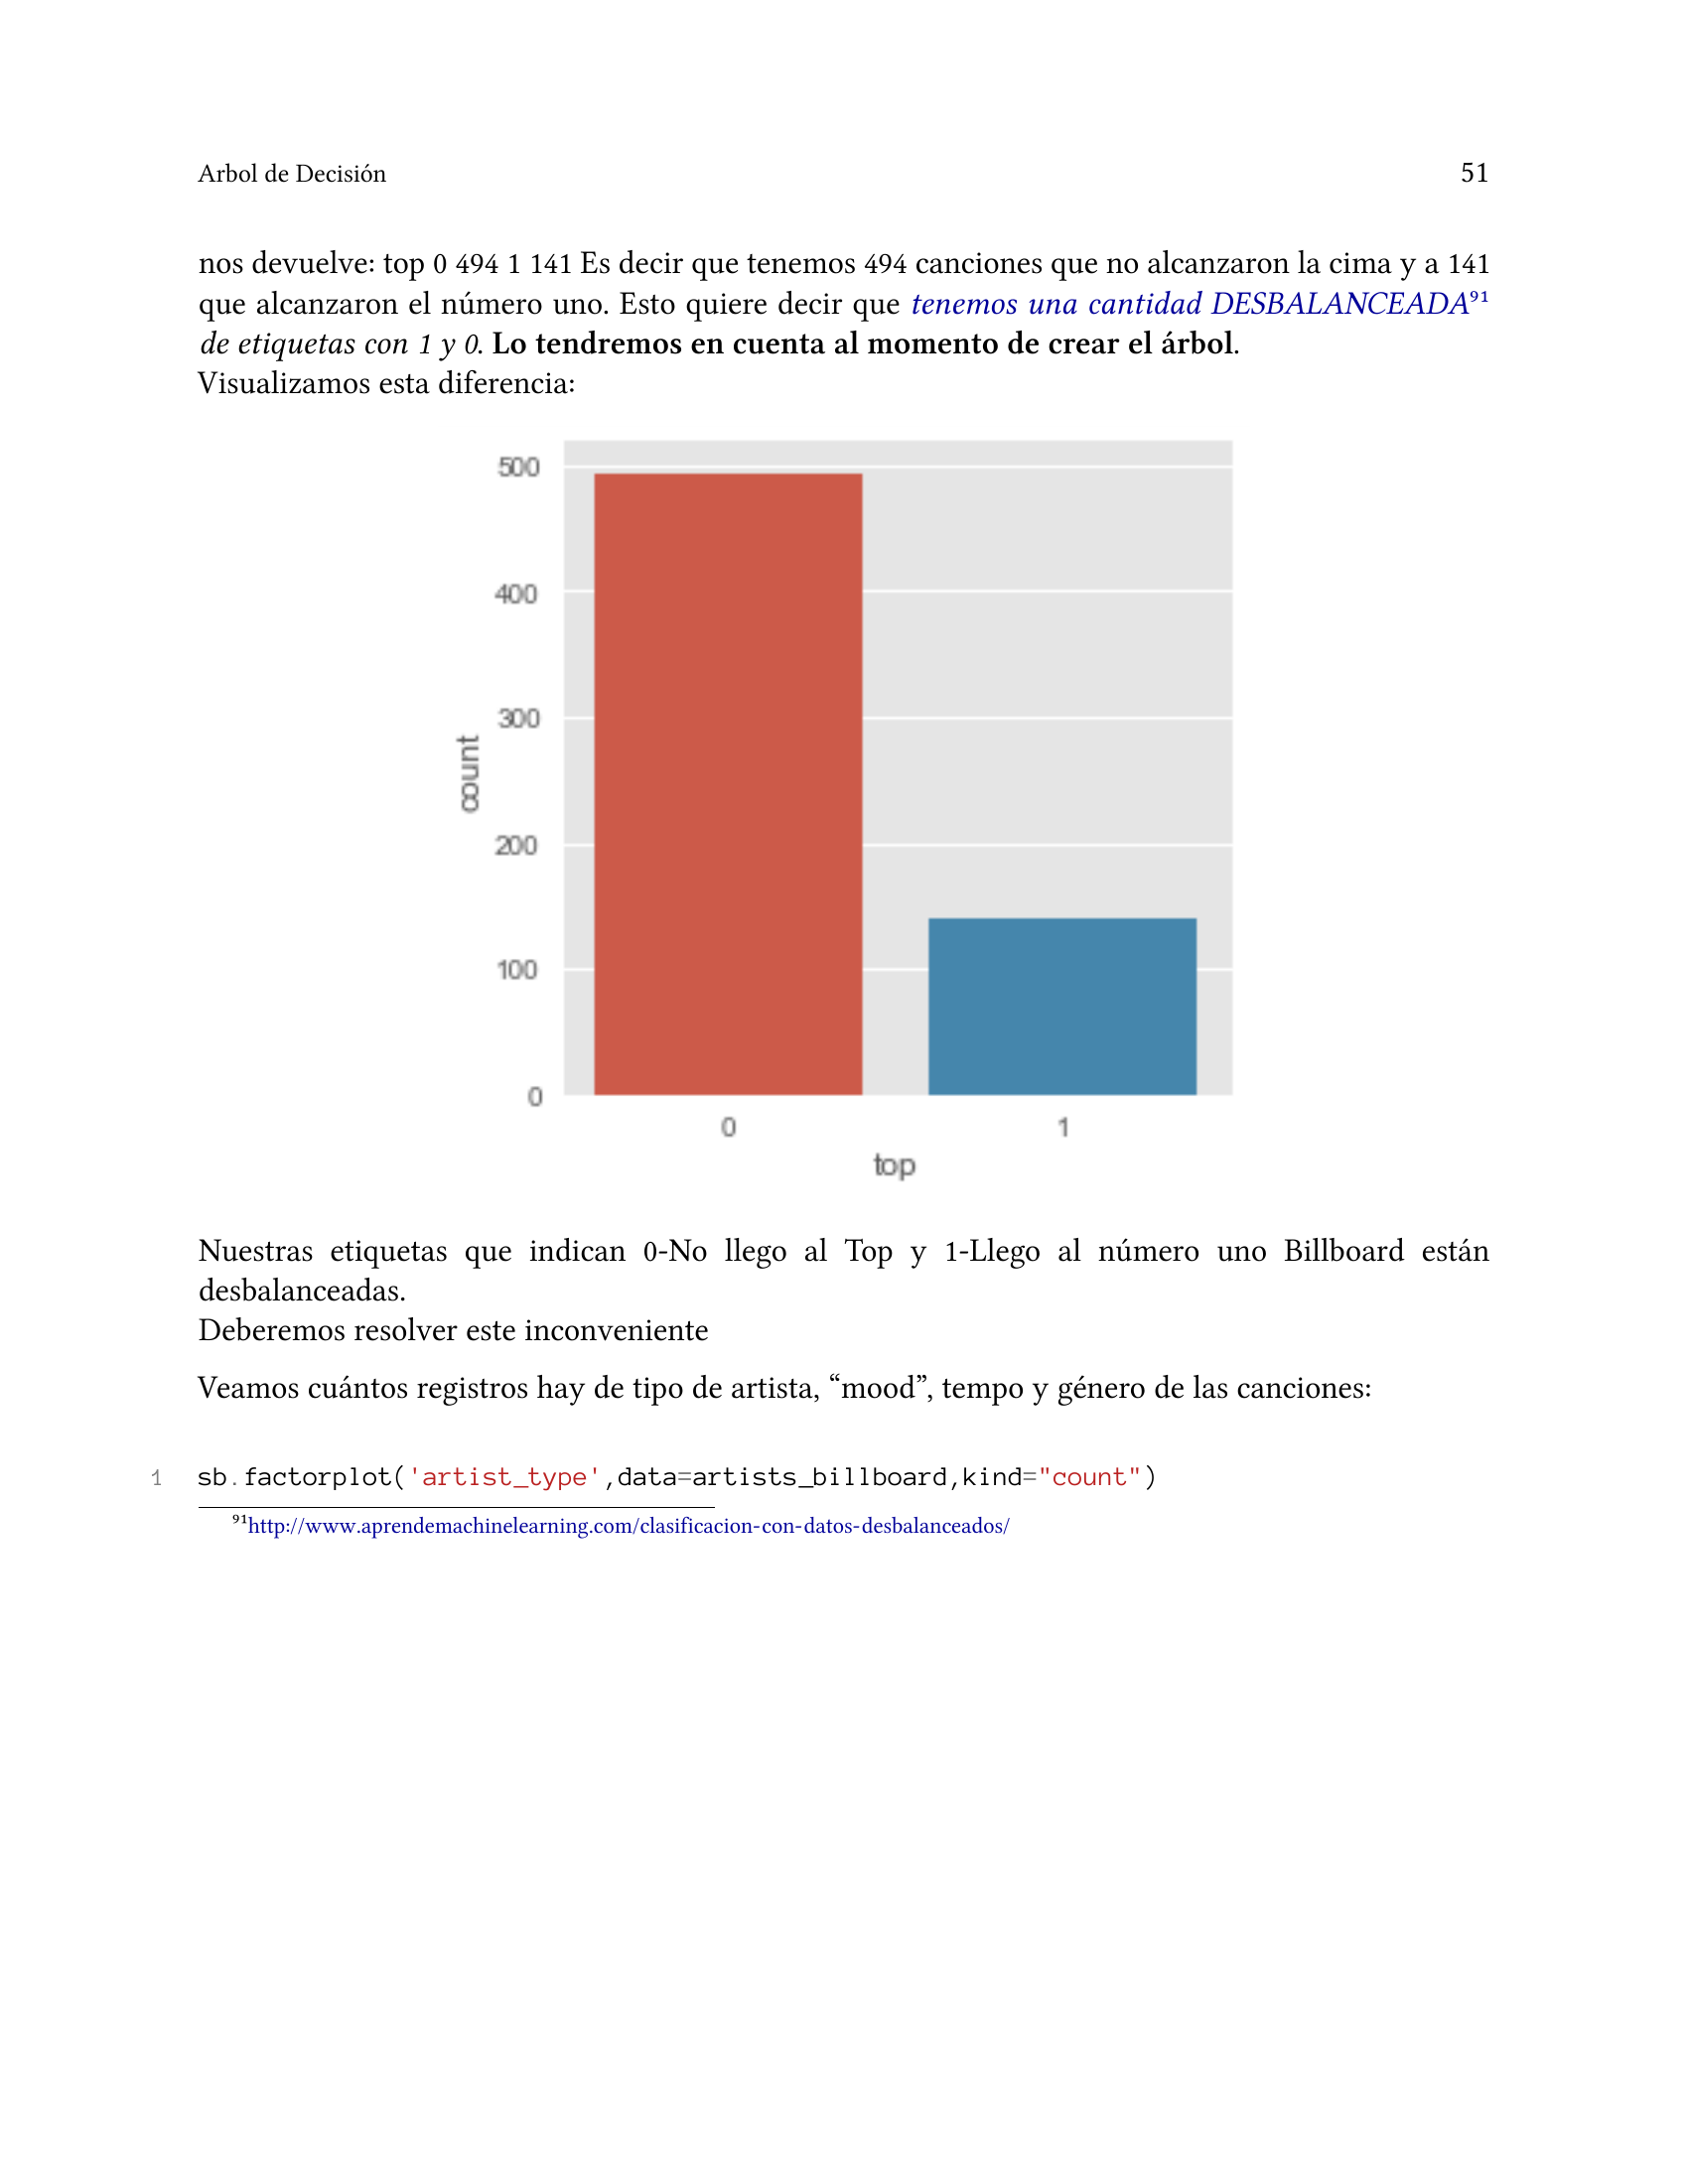 Arbol de Decisión 51
nos devuelve: top 0 494 1 141 Es decir que tenemos 494 canciones que no alcanzaron la cima y a 141
que alcanzaron el número uno. Esto quiere decir que tenemos una cantidad DESBALANCEADA⁹¹
de etiquetas con 1 y 0. Lo tendremos en cuenta al momento de crear el árbol.
Visualizamos esta diferencia:
500
400
300
200
100
0
count
0 1
top
Nuestras etiquetas que indican 0-No llego al Top y 1-Llego al número uno Billboard están
desbalanceadas.
Deberemos resolver este inconveniente
Veamos cuántos registros hay de tipo de artista, “mood”, tempo y género de las canciones:
1 sb.factorplot('artist_type',data=artists_billboard,kind="count")
⁹¹http://www.aprendemachinelearning.com/clasificacion-con-datos-desbalanceados/